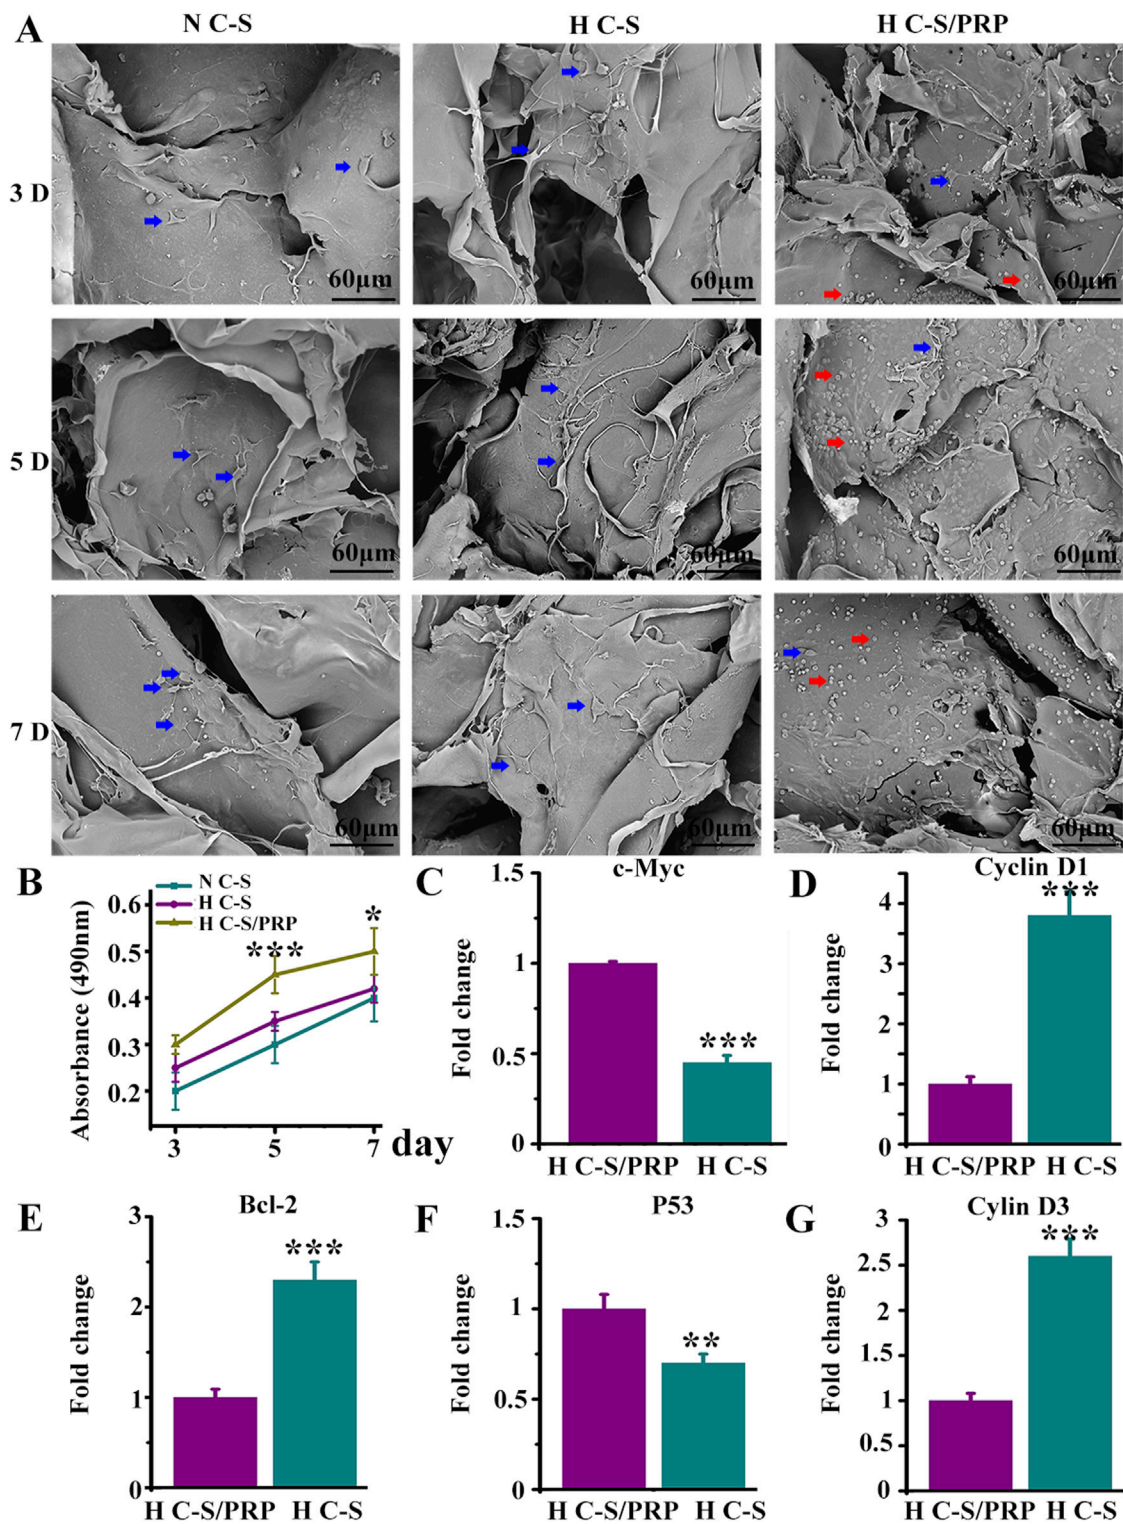 A
N C-S
H C-S
H C-S/PRP
3 D
60μm
60μm
60μm
5 D
60μm
60μm
60μm
7 D
60μm
60μm
60μm
B
N C-S
H C-S
H C-S/PRP
Absorbance (490nm)
0.6
0.5
0.4
0.3
0.2
***
*
3
5
7
day
C
c-Myc
Fold change
1.5
1
0.5
0
***
H C-S/PRP
H C-S
D
Cyclin D1
Fold change
4
3
2
1
0
***
H C-S/PRP
H C-S
E
Bcl-2
Fold change
3
2
1
0
***
H C-S/PRP
H C-S
F
P53
Fold change
1.5
1
0.5
0
**
H C-S/PRP
H C-S
G
Cylin D3
Fold change
3
2.5
2
1.5
1
0.5
0
***
H C-S/PRP
H C-S